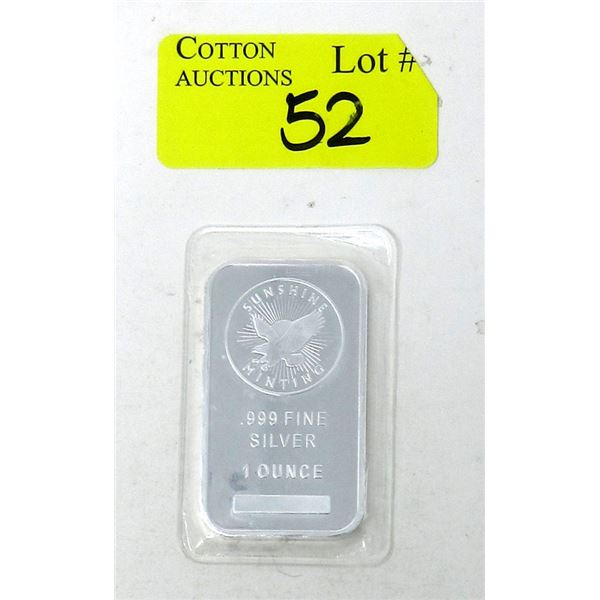 COTTON
AUCTIONS
Lot #
52
SUNSHINE
MINTING
.999 FINE
SILVER
1 OUNCE